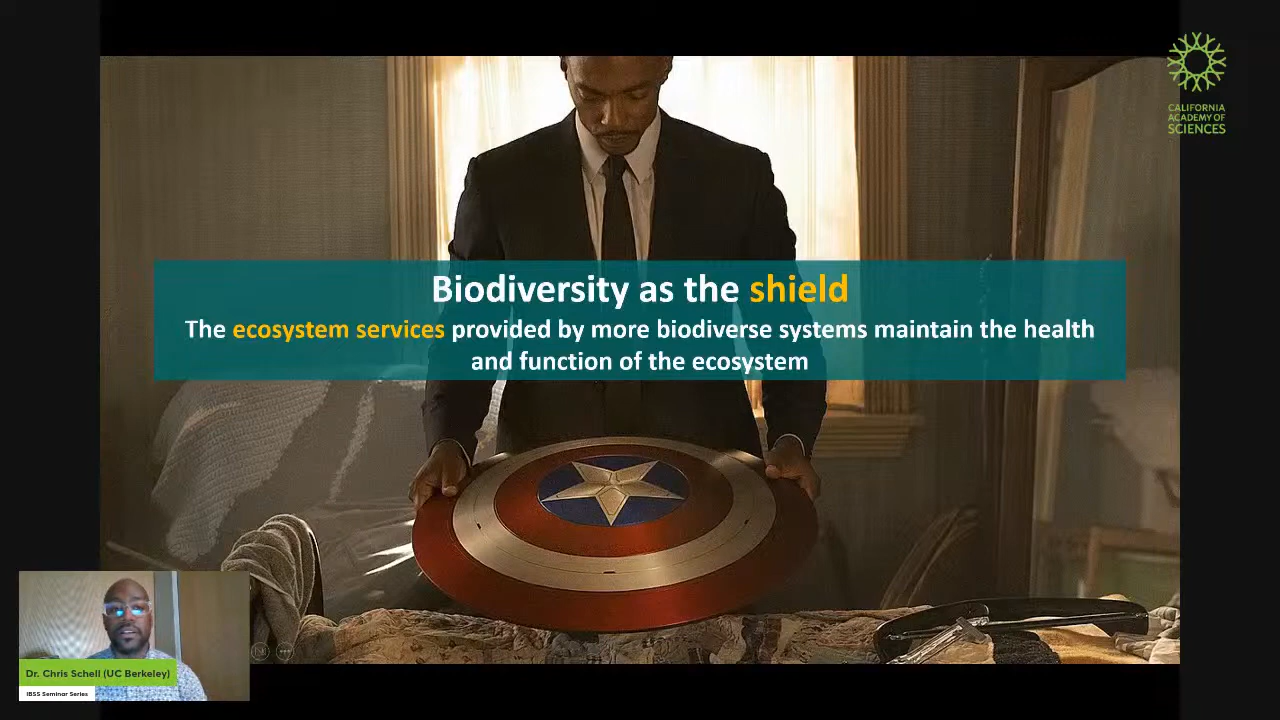 CALIFORNIA
ACADEMY OF
SCIENCES
Biodiversity as the shield
The ecosystem services provided by more biodiverse systems maintain the health
and function of the ecosystem
Dr. Chris Schell (UC Berkeley)
IBSS Seminar Series